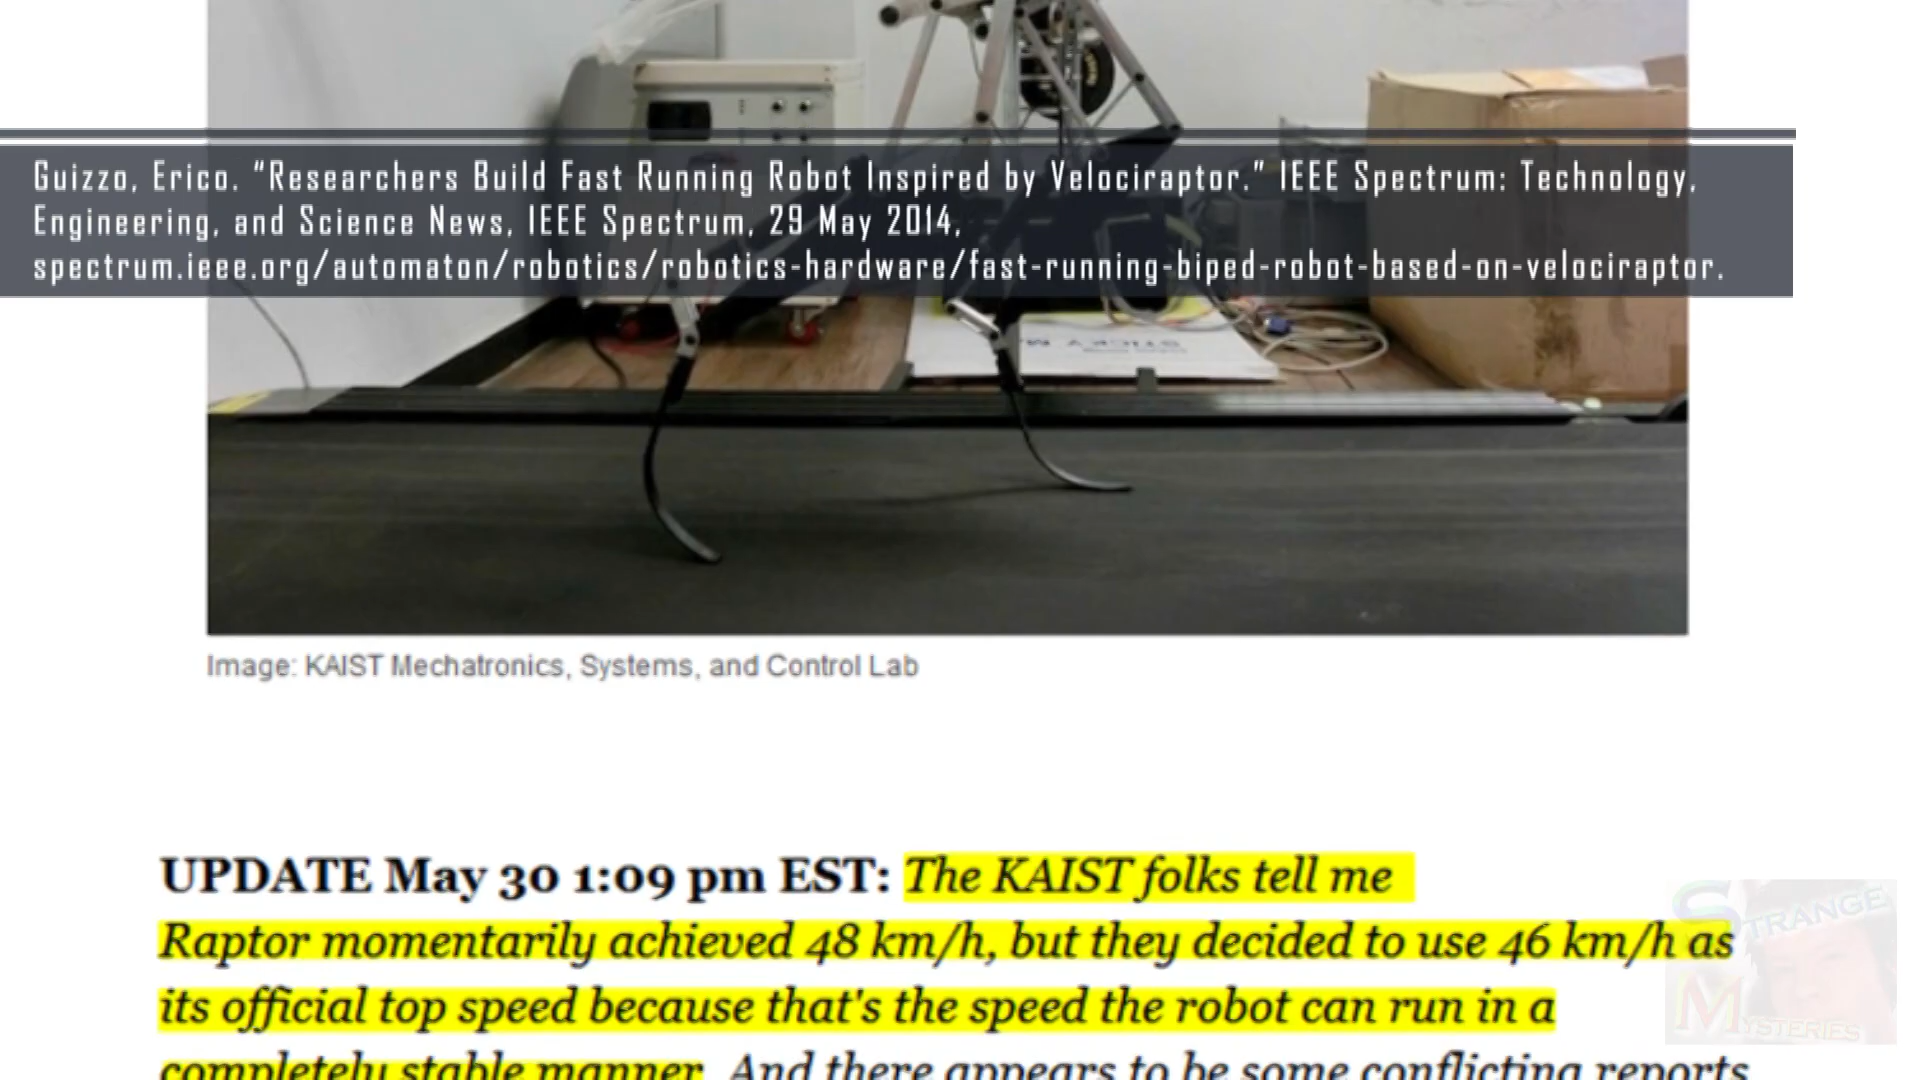 Guizzo, Erico. "Researchers Build Fast Running Robot Inspired by Velociraptor." IEEE Spectrum: Technology,
Engineering, and Science News, IEEE Spectrum, 29 May 2014,
spectrum.ieee.org/automaton/robotics/robotics-hardware/fast-running-biped-robot-based-on-velociraptor.
Image: KAIST Mechatronics, Systems, and Control Lab
UPDATE May 30 1:09 pm EST: The KAIST folks tell me
Raptor momentarily achieved 48 km/h, but they decided to use 46 km/h as
its official top speed because that's the speed the robot can run in a
completely stable manner. And there appears to be some conflicting reports
STRANGE
MYSTERIES